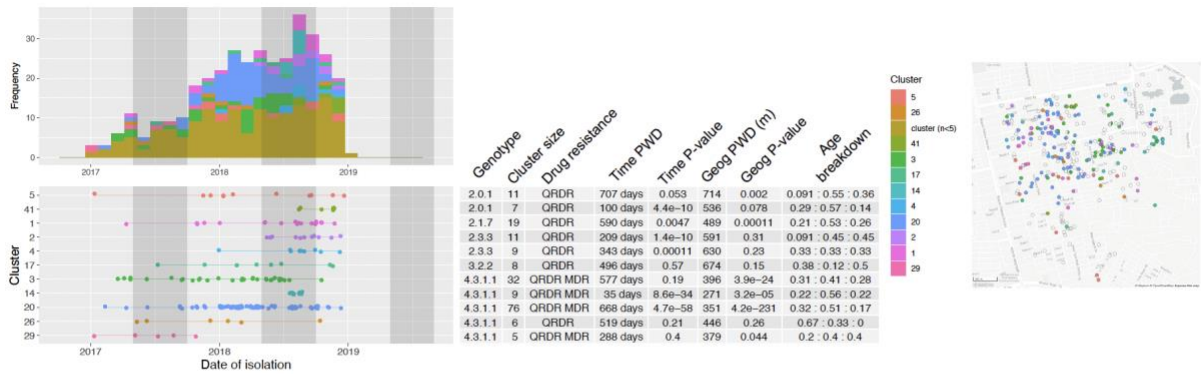 Frequency
30
20
10
0
2017
2018
2019
Cluster
5
41
1
2
4
17
3
14
20
26
29
2017
2018
2019
Date of isolation
Genotype Cluster size Drug resistance Time PWD Time P-value Geog PWD (m) Geog P-value Age breakdown
2.0.1 11 QRDR 707 days 0.053 714 0.002 0.091 : 0.55 : 0.36
2.0.1 7 QRDR 100 days 4.4e−10 536 0.078 0.29 : 0.57 : 0.14
2.1.7 19 QRDR 590 days 0.0047 489 0.00011 0.21 : 0.53 : 0.26
2.3.3 11 QRDR 209 days 1.4e−10 591 0.31 0.091 : 0.45 : 0.45
2.3.3 9 QRDR 343 days 0.00011 630 0.23 0.33 : 0.33 : 0.33
3.2.2 8 QRDR 496 days 0.57 674 0.15 0.38 : 0.12 : 0.5
4.3.1.1 32 QRDR MDR 577 days 0.19 396 3.9e−24 0.31 : 0.41 : 0.28
4.3.1.1 9 QRDR MDR 35 days 8.6e−34 271 3.2e−05 0.22 : 0.56 : 0.22
4.3.1.1 76 QRDR MDR 668 days 4.7e−58 351 4.2e−231 0.32 : 0.51 : 0.17
4.3.1.1 6 QRDR 519 days 0.21 446 0.26 0.67 : 0.33 : 0
4.3.1.1 5 QRDR MDR 288 days 0.4 379 0.044 0.2 : 0.4 : 0.4
Cluster
5
26
cluster (n<5)
41
3
17
14
4
20
2
1
29